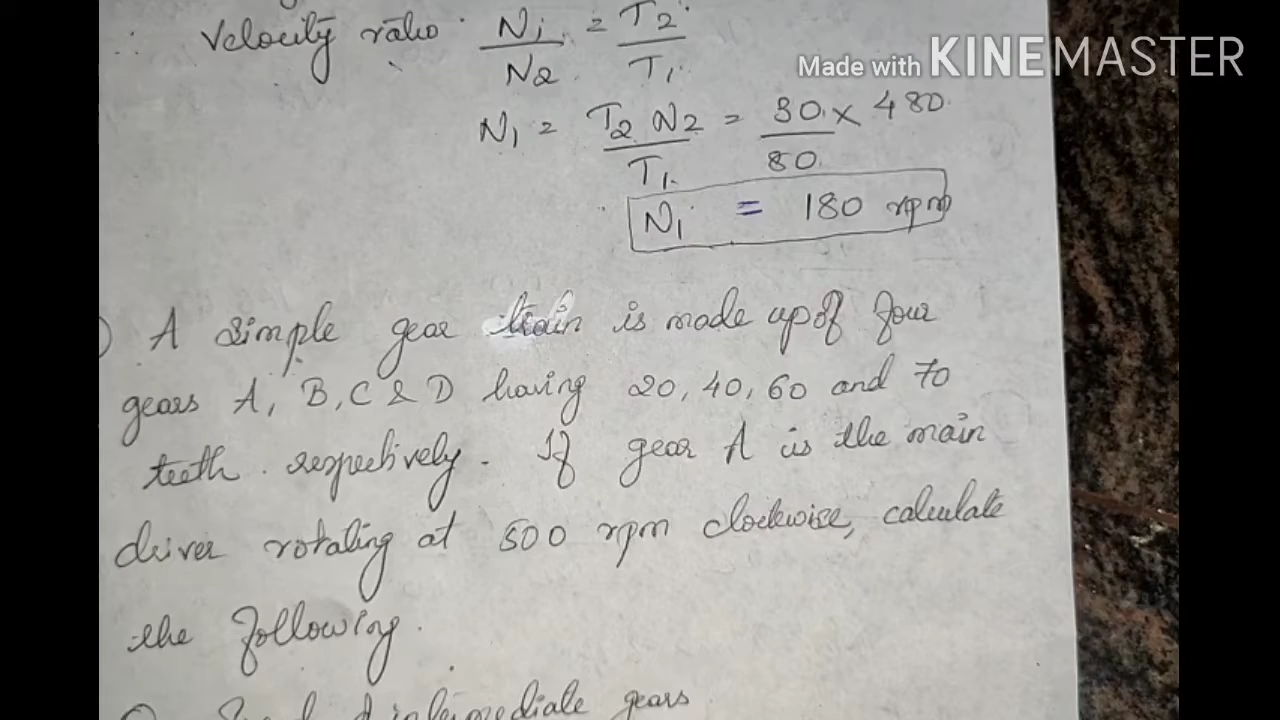 ∴ Velocity ratio N1/N2 = T2/T1
Made with KINEMASTER
N1 = T2 N2/T1 = 30 x 480/80
N1 = 180 rpm
) A simple gear train is made up of four
gears A, B, C & D having 20, 40, 60 and 70
teeth respectively. If gear A is the main
driver rotating at 500 rpm clockwise, calculate
the following.
intermediate gears